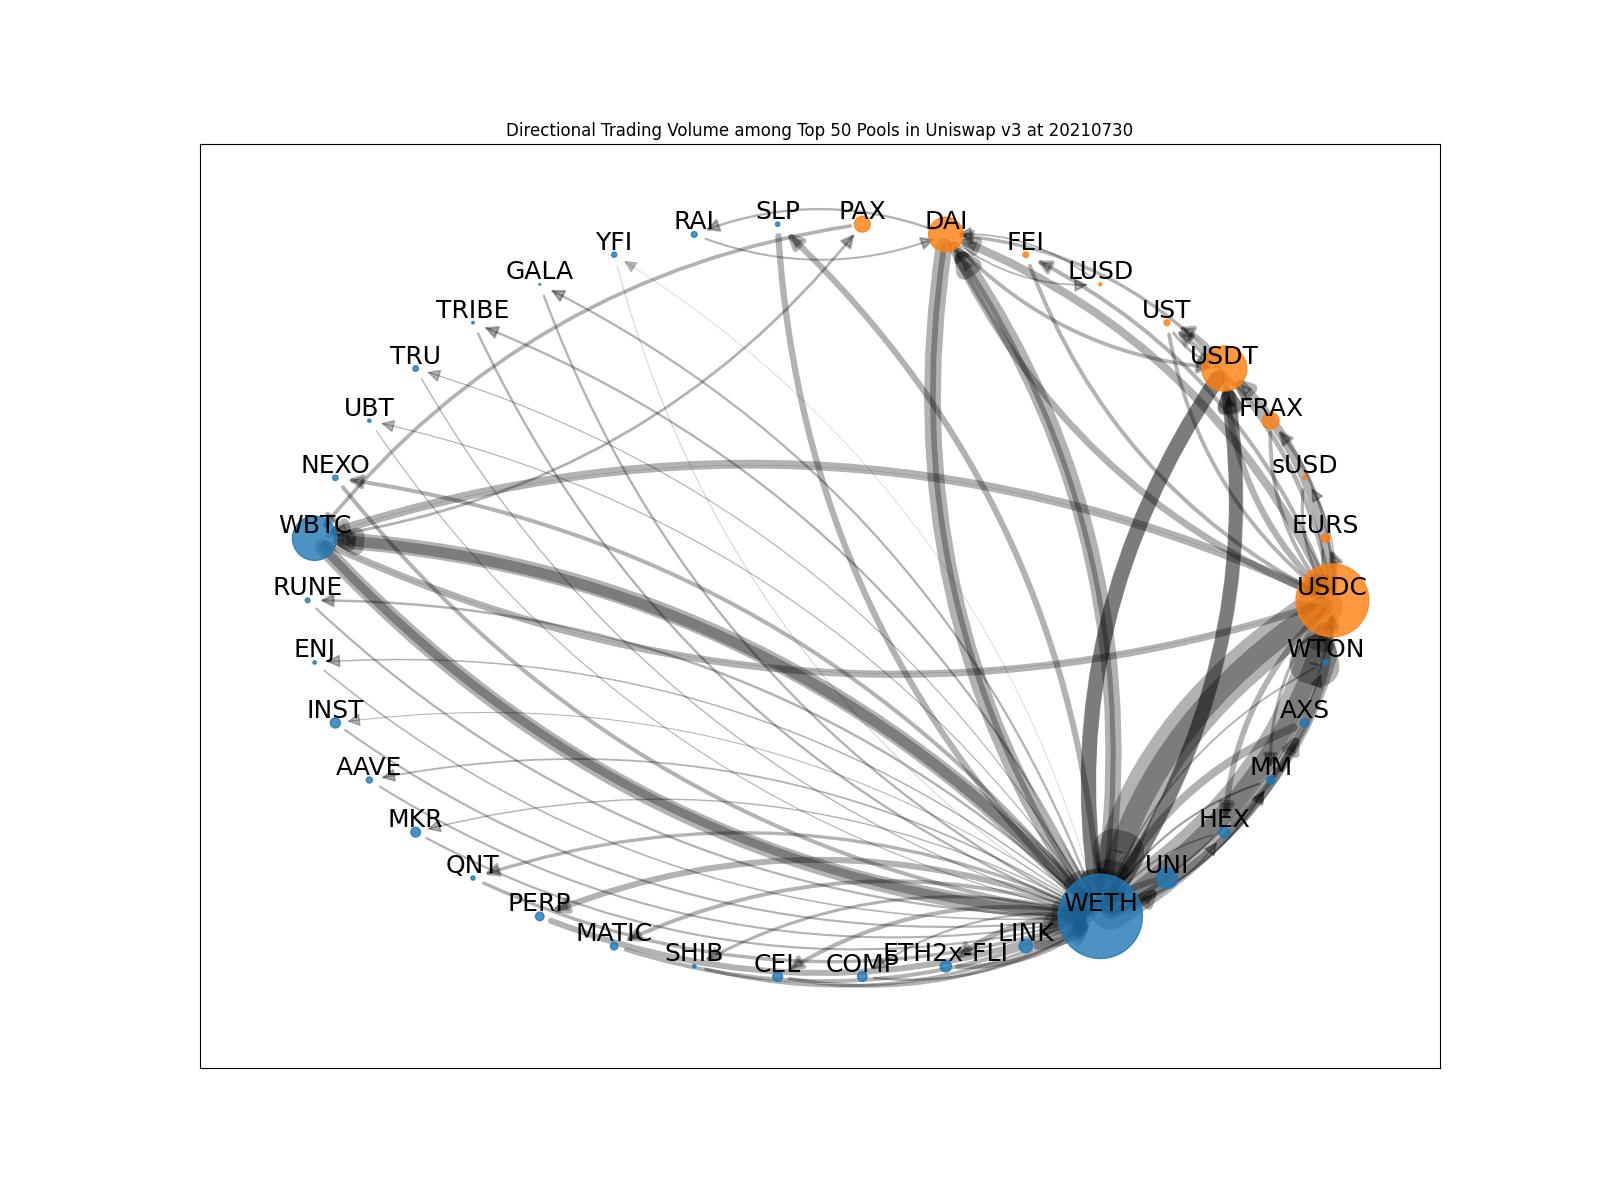 Directional Trading Volume among Top 50 Pools in Uniswap v3 at 20210730
RAI
SLP
PAX
DAI
YFI
FEI
GALA
LUSD
TRIBE
UST
TRU
USDT
UBT
FRAX
NEXO
sUSD
WBTC
EURS
RUNE
USDC
ENJ
WTON
INST
AXS
AAVE
MM
MKR
HEX
QNT
UNI
PERP
WETH
MATIC
LINK
SHIB
ETH2x-FLI
CEL
COMP